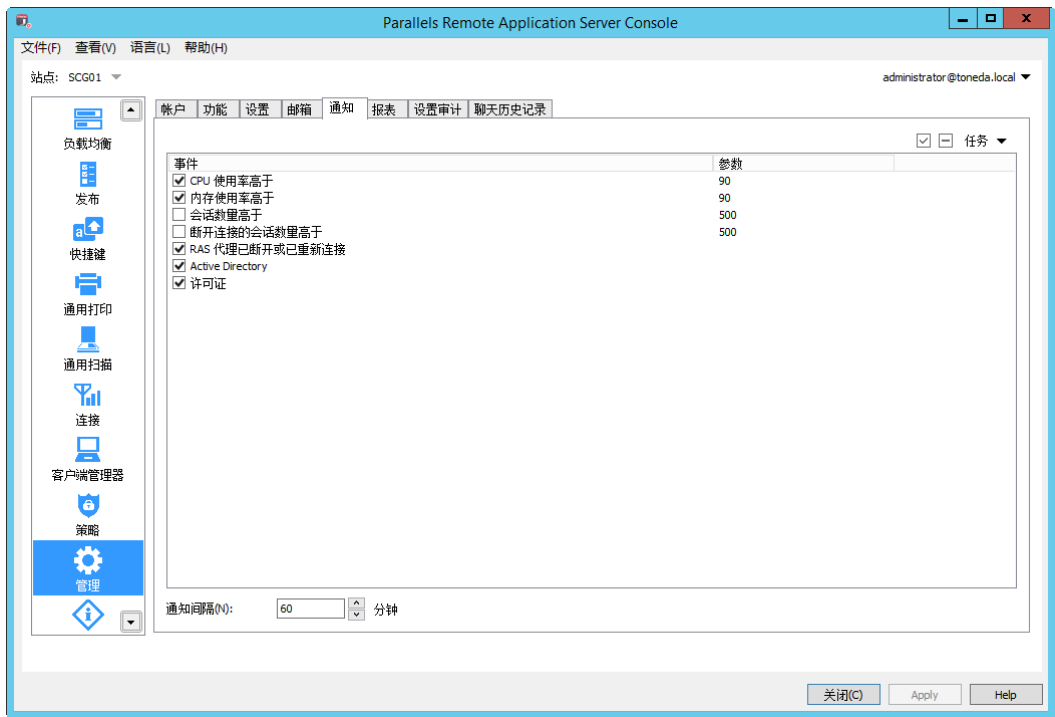 Parallels Remote Application Server Console
文件(F) 查看(V) 语言(L) 帮助(H)
站点: SCG01
administrator@toneda.local
负载均衡
发布
快捷键
通用打印
通用扫描
连接
客户端管理器
策略
管理
帐户 功能 设置 邮箱 通知 报表 设置审计 聊天历史记录
任务
事件 参数
CPU 使用率高于 90
内存使用率高于 90
会话数量高于 500
断开连接的会话数量高于 500
RAS 代理已断开或已重新连接
Active Directory
许可证
通知间隔(N): 60 分钟
关闭(C) Apply Help